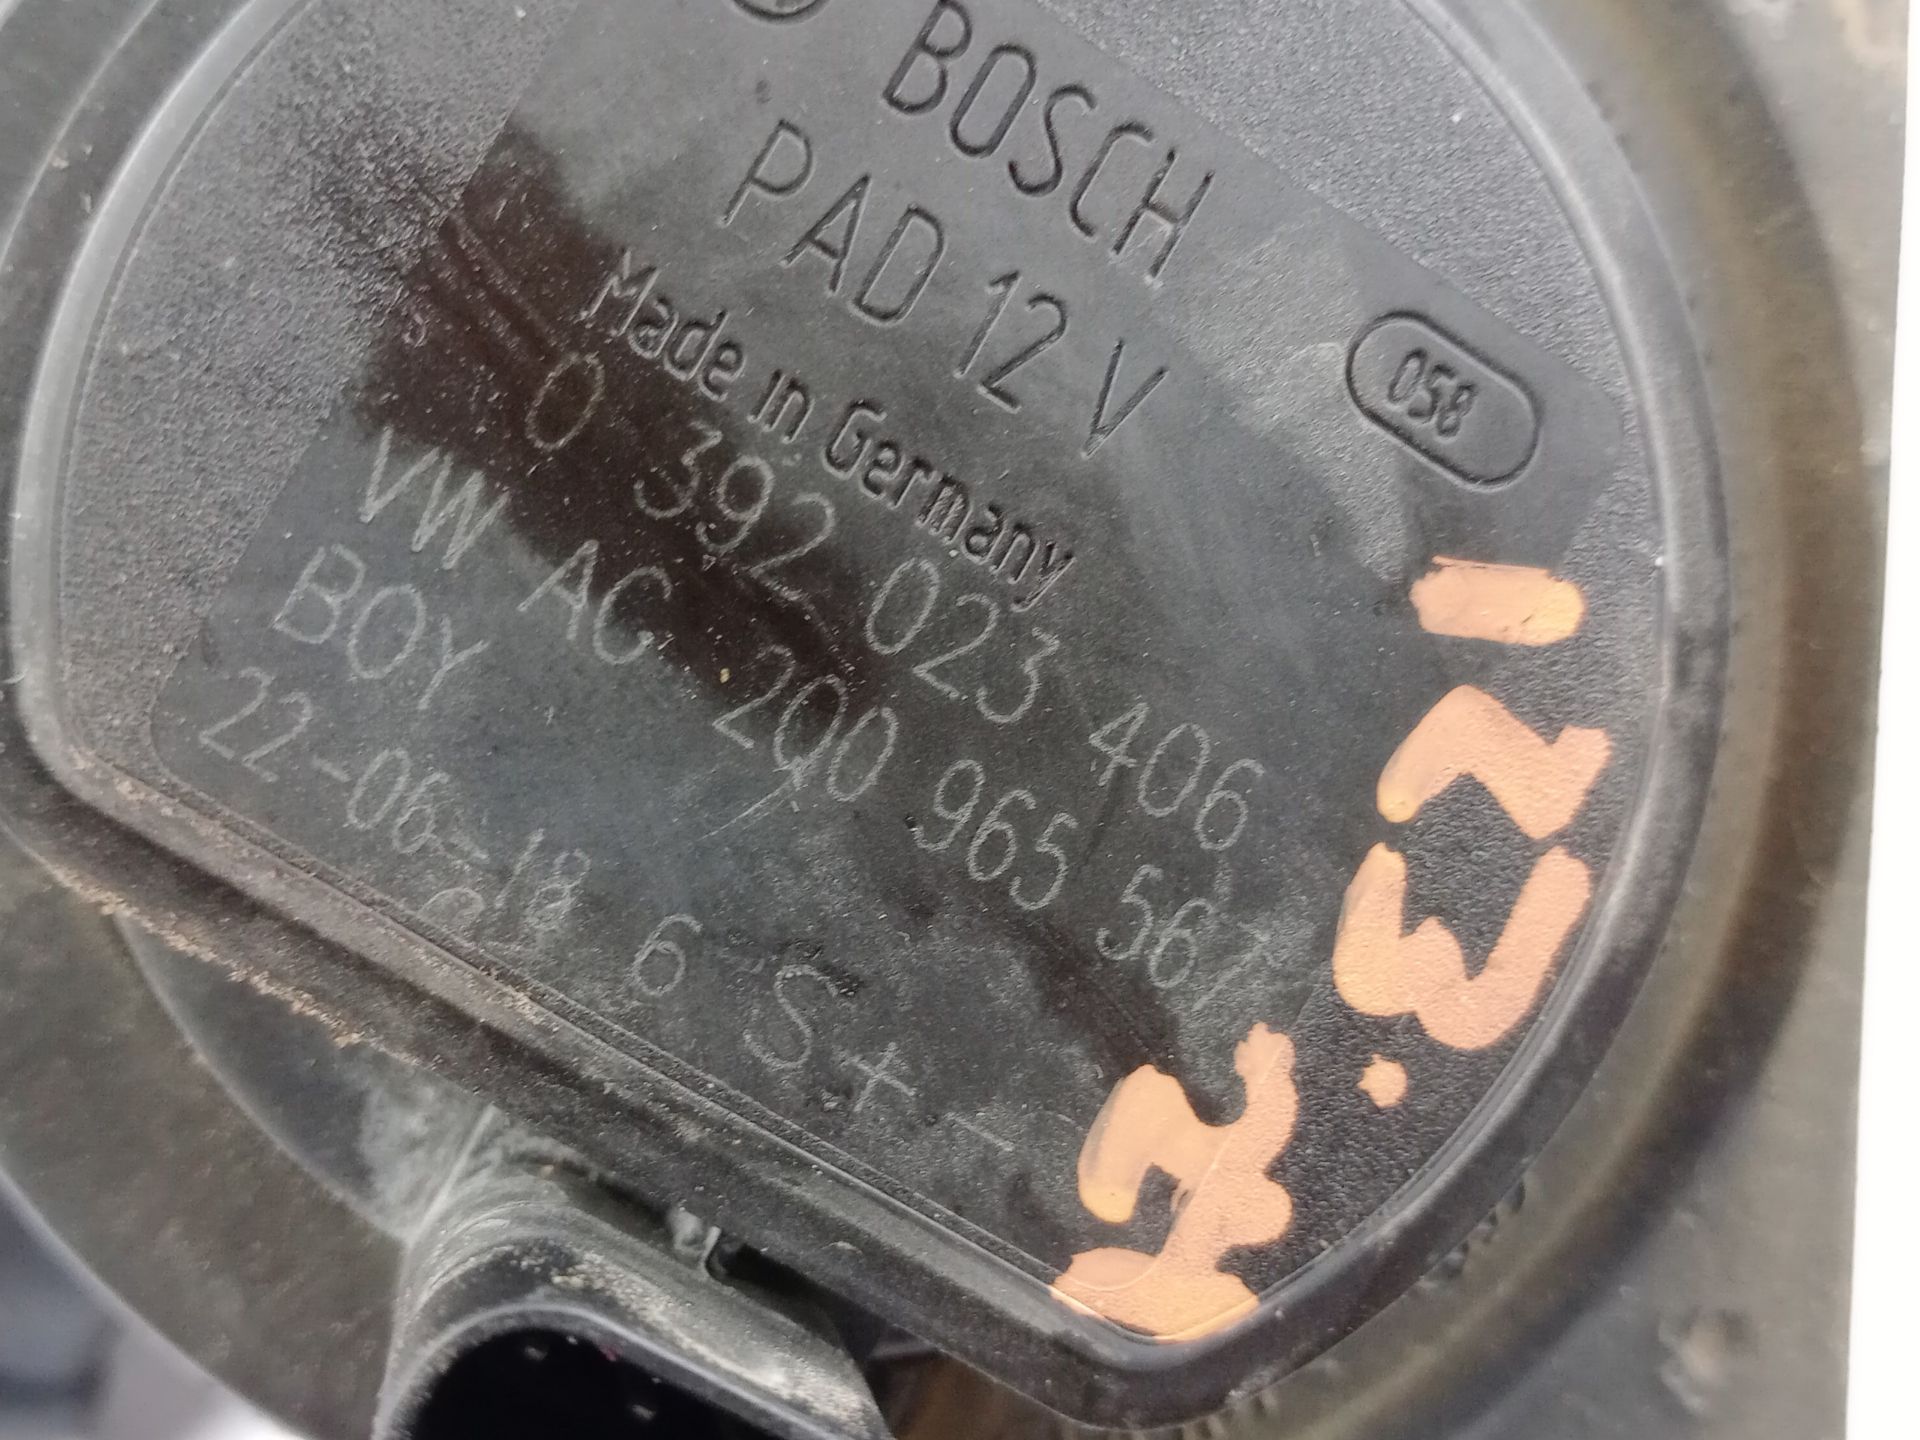 BOSCH
PAD 12 V
Made in Germany
058
0 392 023 406
VW AG 2Q0 965 567
BOY
22-06-18
6 S + -
123.